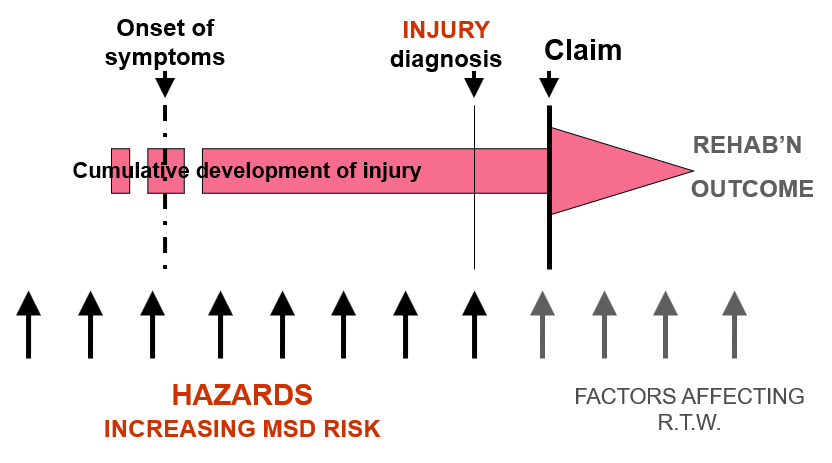 Onset of
symptoms
INJURY
diagnosis
Claim
Cumulative development of injury
REHAB’N
OUTCOME
HAZARDS
INCREASING MSD RISK
FACTORS AFFECTING
R.T.W.